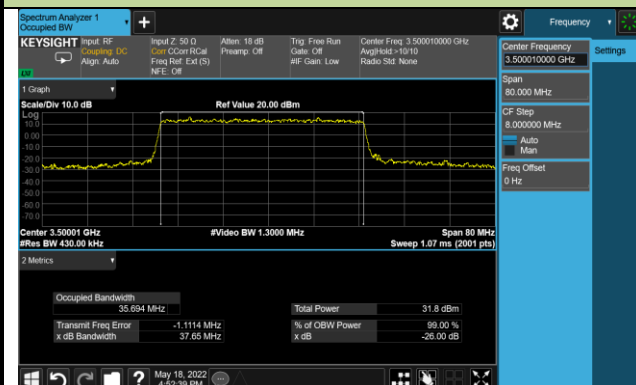 Spectrum Analyzer 1
Occupied BW
+
Frequency
KEYSIGHT
Input: RF
Coupling: DC
Align: Auto
Input Z: 50 Ω
Corr CCorr RCal
Freq Ref: Ext (S)
NFE: Off
Atten: 18 dB
Preamp: Off
Trig: Free Run
Gate: Off
#IF Gain: Low
Center Freq: 3.500010000 GHz
Avg|Hold:>10/10
Radio Std: None
Center Frequency
3.500010000 GHz
Settings
Span
80.000 MHz
CF Step
8.000000 MHz
Auto
Man
Freq Offset
0 Hz
1 Graph
Scale/Div 10.0 dB
Ref Value 20.00 dBm
Log
10.0
0.00
-10.0
-20.0
-30.0
-40.0
-50.0
-60.0
-70.0
Center 3.50001 GHz
#Video BW 1.3000 MHz
Span 80 MHz
#Res BW 430.00 kHz
Sweep 1.07 ms (2001 pts)
2 Metrics
Occupied Bandwidth
35.694 MHz
Total Power 31.8 dBm
Transmit Freq Error -1.1114 MHz
% of OBW Power 99.00 %
x dB Bandwidth 37.65 MHz
x dB -26.00 dB
?
May 18, 2022
4:52:39 PM